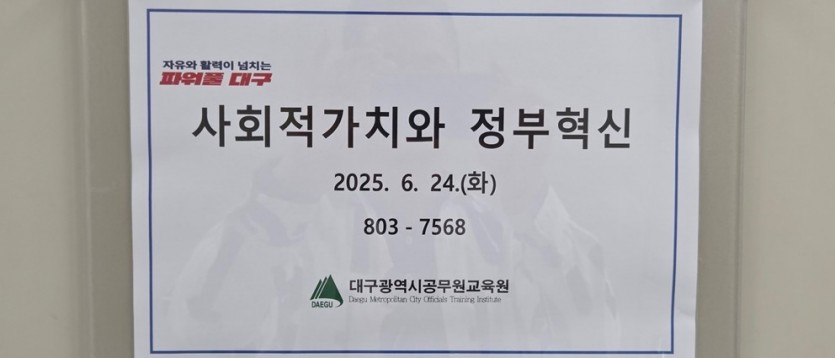 자유와 활력이 넘치는
파워풀 대구
사회적가치와 정부혁신
2025. 6. 24.(화)
803 - 7568
대구광역시공무원교육원
DAEGU Daegu Metropolitan City Officials Training Institute